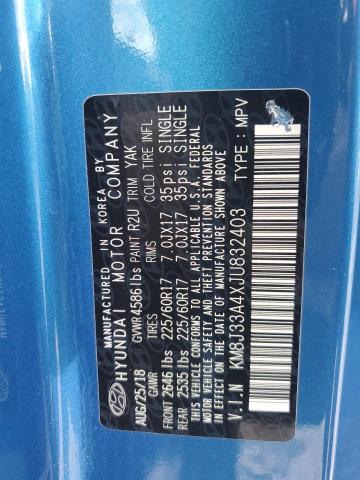 MANUFACTURED IN KOREA BY
HYUNDAI MOTOR COMPANY
AUG/25/18 GVWR 4586 lbs PAINT R2U TRIM YAK
GAWR TIRES RIMS COLD TIRE INFL
FRONT 2646 lbs 225/60R17 7.0JX17 35psi SINGLE
REAR 2535 lbs 225/60R17 7.0JX17 35psi SINGLE
THIS VEHICLE CONFORMS TO ALL APPLICABLE U.S.A. FEDERAL
MOTOR VEHICLE SAFETY AND THEFT PREVENTION STANDARDS
IN EFFECT ON THE DATE OF MANUFACTURE SHOWN ABOVE.
V.I.N KM8J33A4XJU832403 TYPE : MPV